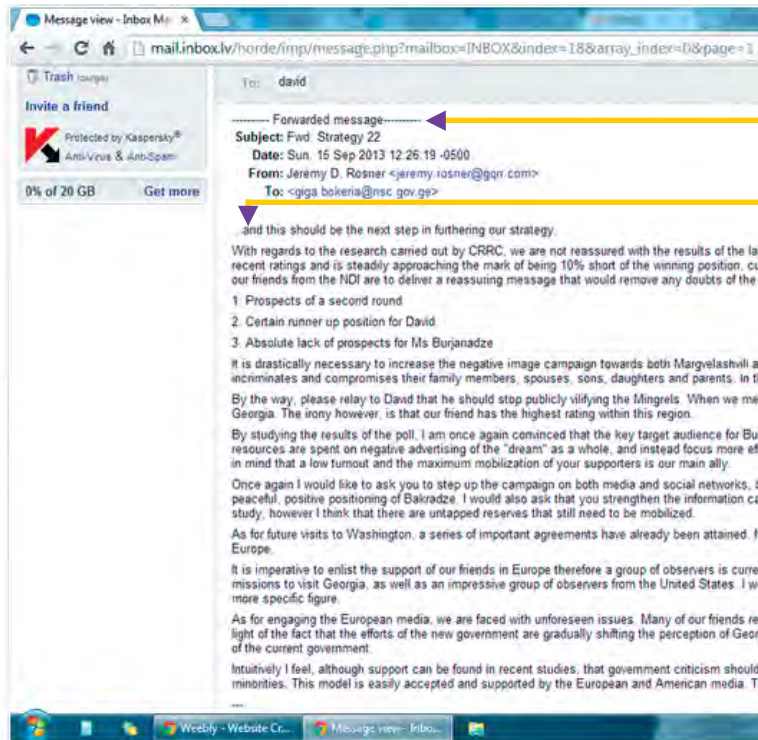 Message view - Inbox Ma
mail.inbox.lv/horde/imp/message.php?mailbox=INBOX&index=18&array_index=0&page=1
Trash
To: david
Invite a friend
Protected by Kaspersky®
Anti-Virus & Anti-Spam
0% of 20 GB Get more
---------- Forwarded message----------
Subject: Fwd: Strategy 22
Date: Sun, 15 Sep 2013 12:26:19 -0500
From: Jeremy D. Rosner <jeremy.rosner@gqrr.com>
To: <giga.bokeria@nsc.gov.ge>
...and this should be the next step in furthering our strategy.
With regards to the research carried out by CRRC, we are not reassured with the results of the la
recent ratings and is steadily approaching the mark of being 10% short of the winning position, cu
our friends from the NDI are to deliver a reassuring message that would remove any doubts of the
1. Prospects of a second round
2. Certain runner up position for David
3. Absolute lack of prospects for Ms Burjanadze
It is drastically necessary to increase the negative image campaign towards both Margvelashvili a
incriminates and compromises their family members, spouses, sons, daughters and parents. In t
By the way, please relay to David that he should stop publicly vilifying the Mingrels. When we me
Georgia. The irony however, is that our friend has the highest rating within this region.
By studying the results of the poll, I am once again convinced that the key target audience for Bu
resources are spent on negative advertising of the "dream" as a whole, and instead focus more ef
in mind that a low turnout and the maximum mobilization of your supporters is our main ally.
Once again I would like to ask you to step up the campaign on both media and social networks, b
peaceful, positive positioning of Bakradze. I would also ask that you strengthen the information ca
study, however I think that there are untapped reserves that still need to be mobilized.
As for future visits to Washington, a series of important agreements have already been attained. I
Europe.
It is imperative to enlist the support of our friends in Europe therefore a group of observers is curre
missions to visit Georgia, as well as an impressive group of observers from the United States. I w
more specific figure.
As for engaging the European media, we are faced with unforeseen issues. Many of our friends re
light of the fact that the efforts of the new government are gradually shifting the perception of Geor
of the current government.
Intuitively I feel, although support can be found in recent studies, that government criticism should
minorities. This model is easily accepted and supported by the European and American media. T
...
Weebly - Website Cr...
Message view - Inbo...